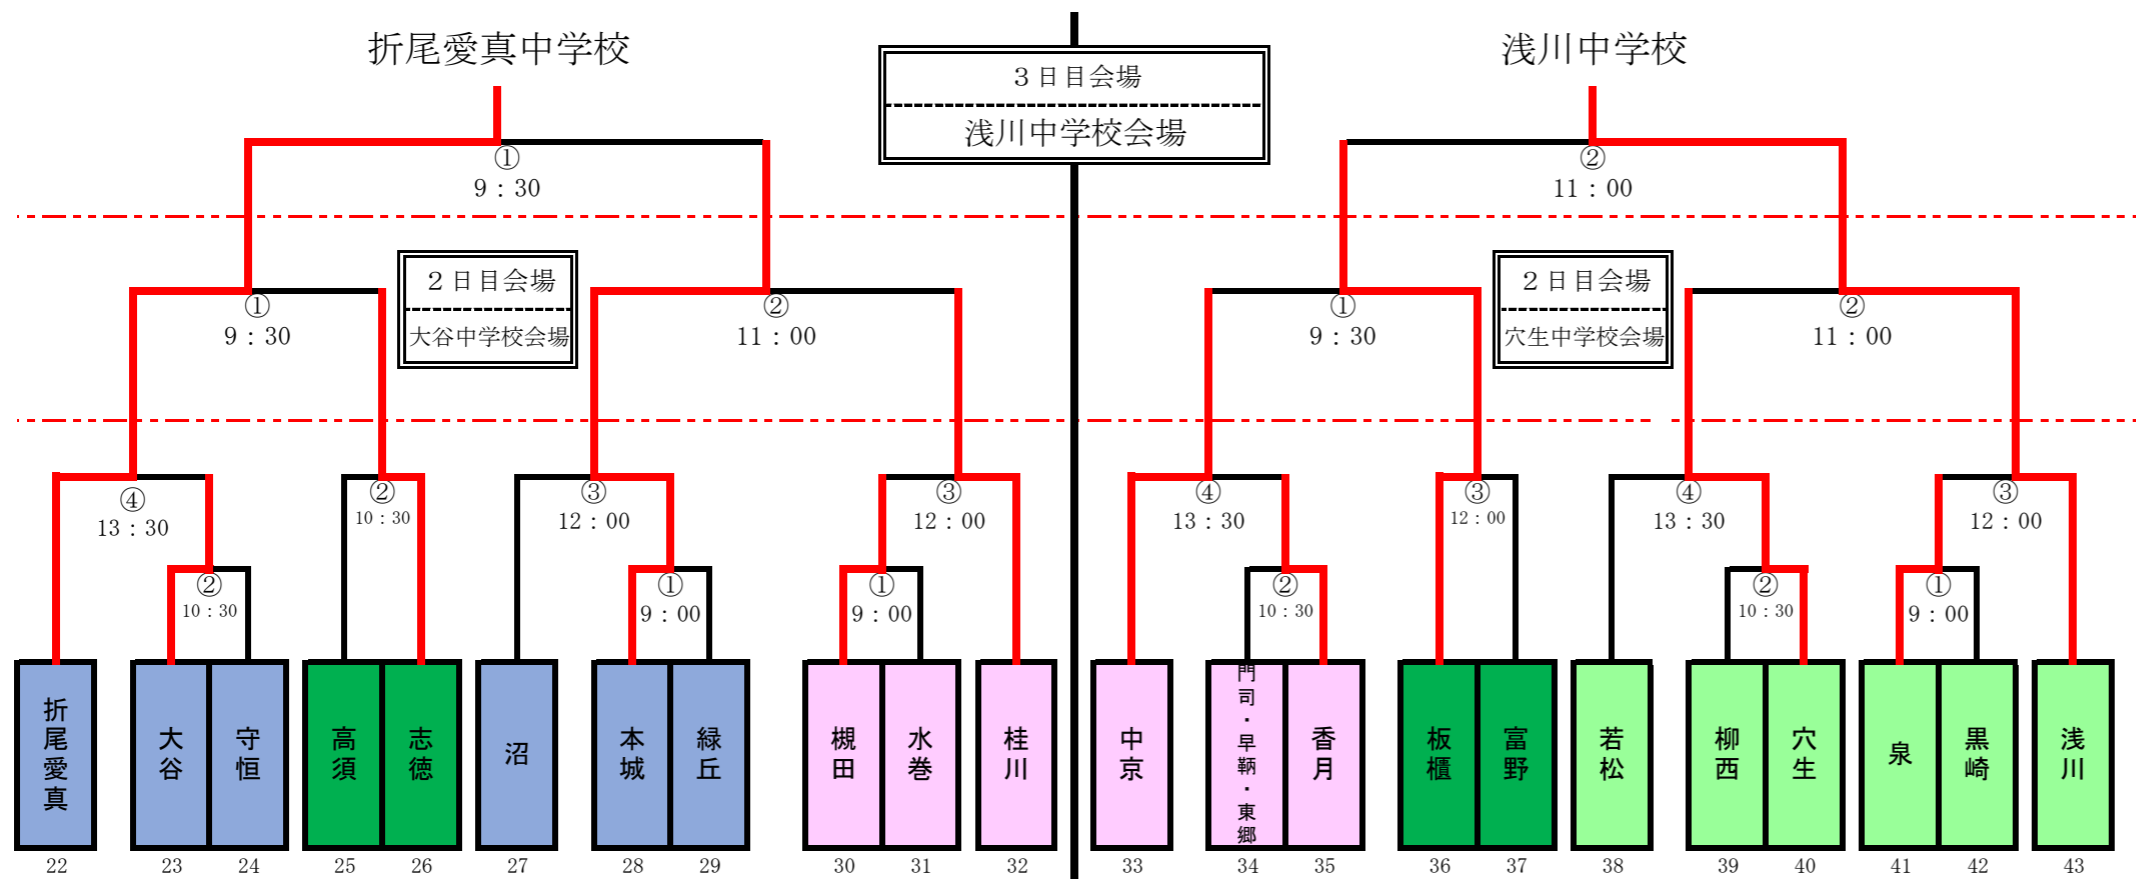 折尾愛真中学校
浅川中学校
３日目会場
浅川中学校会場
①
9：30
②
11：00
２日目会場
大谷中学校会場
２日目会場
穴生中学校会場
①
9：30
②
11：00
①
9：30
②
11：00
④
13：30
②
10：30
③
12：00
③
12：00
④
13：30
③
12：00
④
13：30
③
12：00
②
10：30
①
9：00
①
9：00
②
10：30
②
10：30
①
9：00
折尾愛真
大谷
守恒
高須
志徳
沼
本城
緑丘
槻田
水巻
桂川
中京
門司・早鞆・東郷
香月
板櫃
富野
若松
柳西
穴生
泉
黒崎
浅川
22 23 24 25 26 27 28 29 30 31 32 33 34 35 36 37 38 39 40 41 42 43